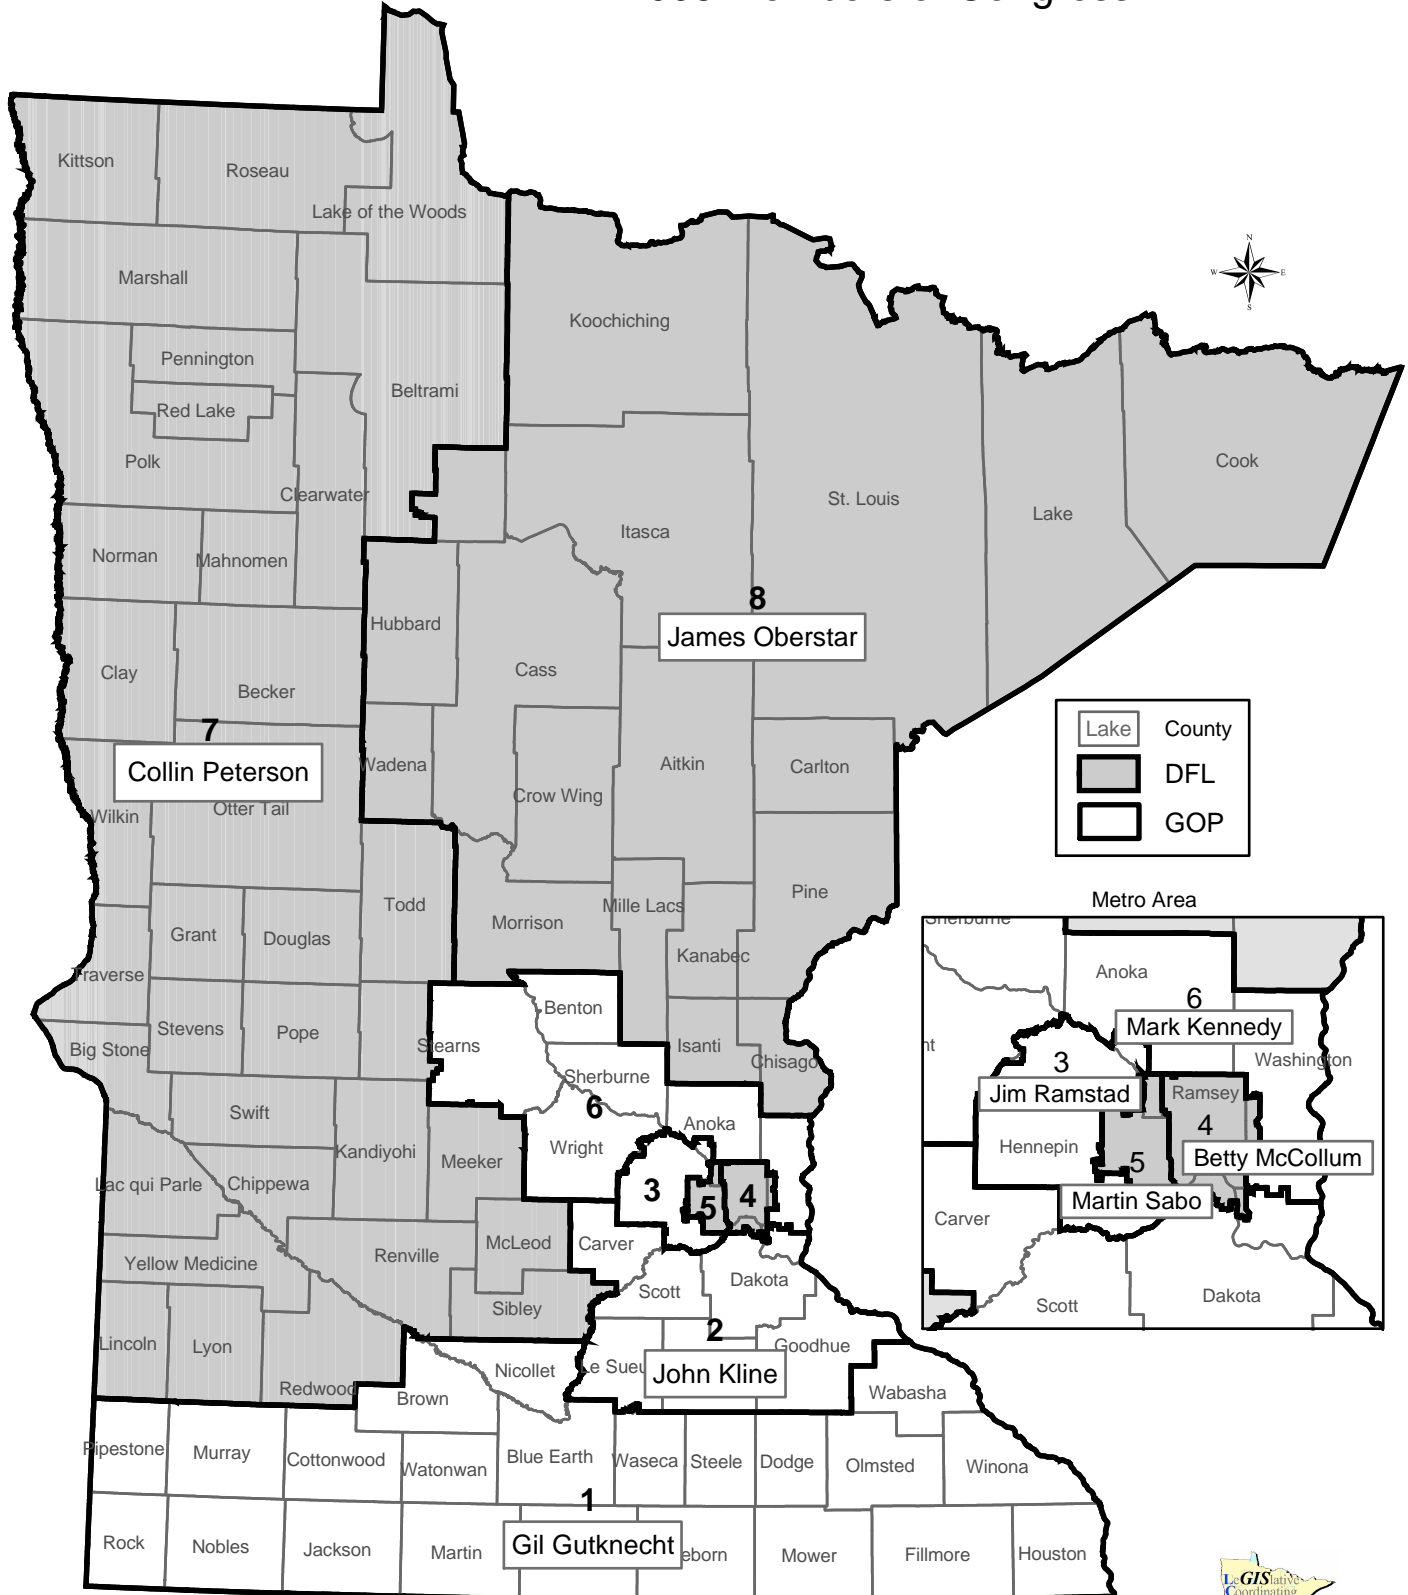 Kittson
Roseau
Lake of the Woods
Marshall
Koochiching
Pennington
Beltrami
Red Lake
Polk
Clearwater
Cook
St. Louis
Lake
Itasca
Norman
Mahnomen
8
James Oberstar
Hubbard
Cass
Clay
Becker
7
Collin Peterson
Otter Tail
Wilkin
Wadena
Aitkin
Carlton
Crow Wing
Pine
Todd
Mille Lacs
Morrison
Grant
Douglas
Kanabec
Traverse
Benton
Stevens
Pope
Stearns
Isanti
Big Stone
Chisago
Sherburne
6
Swift
Anoka
Wright
Kandiyohi
Meeker
Lac qui Parle
Chippewa
3
4
5
McLeod
Carver
Renville
Yellow Medicine
Dakota
Scott
Sibley
2
Lincoln
Lyon
Goodhue
Le Sueu
John Kline
Nicollet
Redwood
Brown
Wabasha
Pipestone
Murray
Cottonwood
Watonwan
Blue Earth
Waseca
Steele
Dodge
Olmsted
Winona
1
Gil Gutknecht
Rock
Nobles
Jackson
Martin
eborn
Mower
Fillmore
Houston
N
W E
S
Lake County
DFL
GOP
Metro Area
Sherburne
Anoka
6
Mark Kennedy
nt
Washington
3
Jim Ramstad
Ramsey
4
Hennepin
Betty McCollum
5
Martin Sabo
Carver
Scott
Dakota
LeGISlative
Coordinating